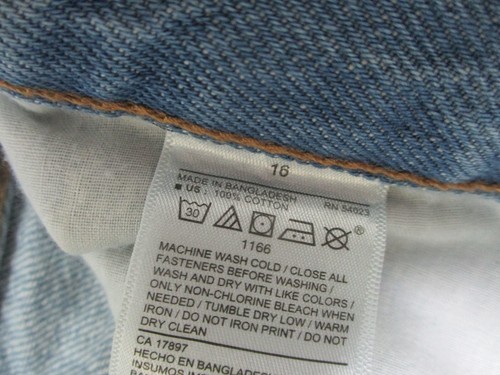 16
MADE IN BANGLADESH
■ US: 100% COTTON RN 54023
30 ®
1166
MACHINE WASH COLD / CLOSE ALL
FASTENERS BEFORE WASHING /
WASH AND DRY WITH LIKE COLORS /
ONLY NON-CHLORINE BLEACH WHEN
NEEDED / TUMBLE DRY LOW / WARM
IRON / DO NOT IRON PRINT / DO NOT
DRY CLEAN
CA 17897
HECHO EN BANGLADESH
INSUMOS